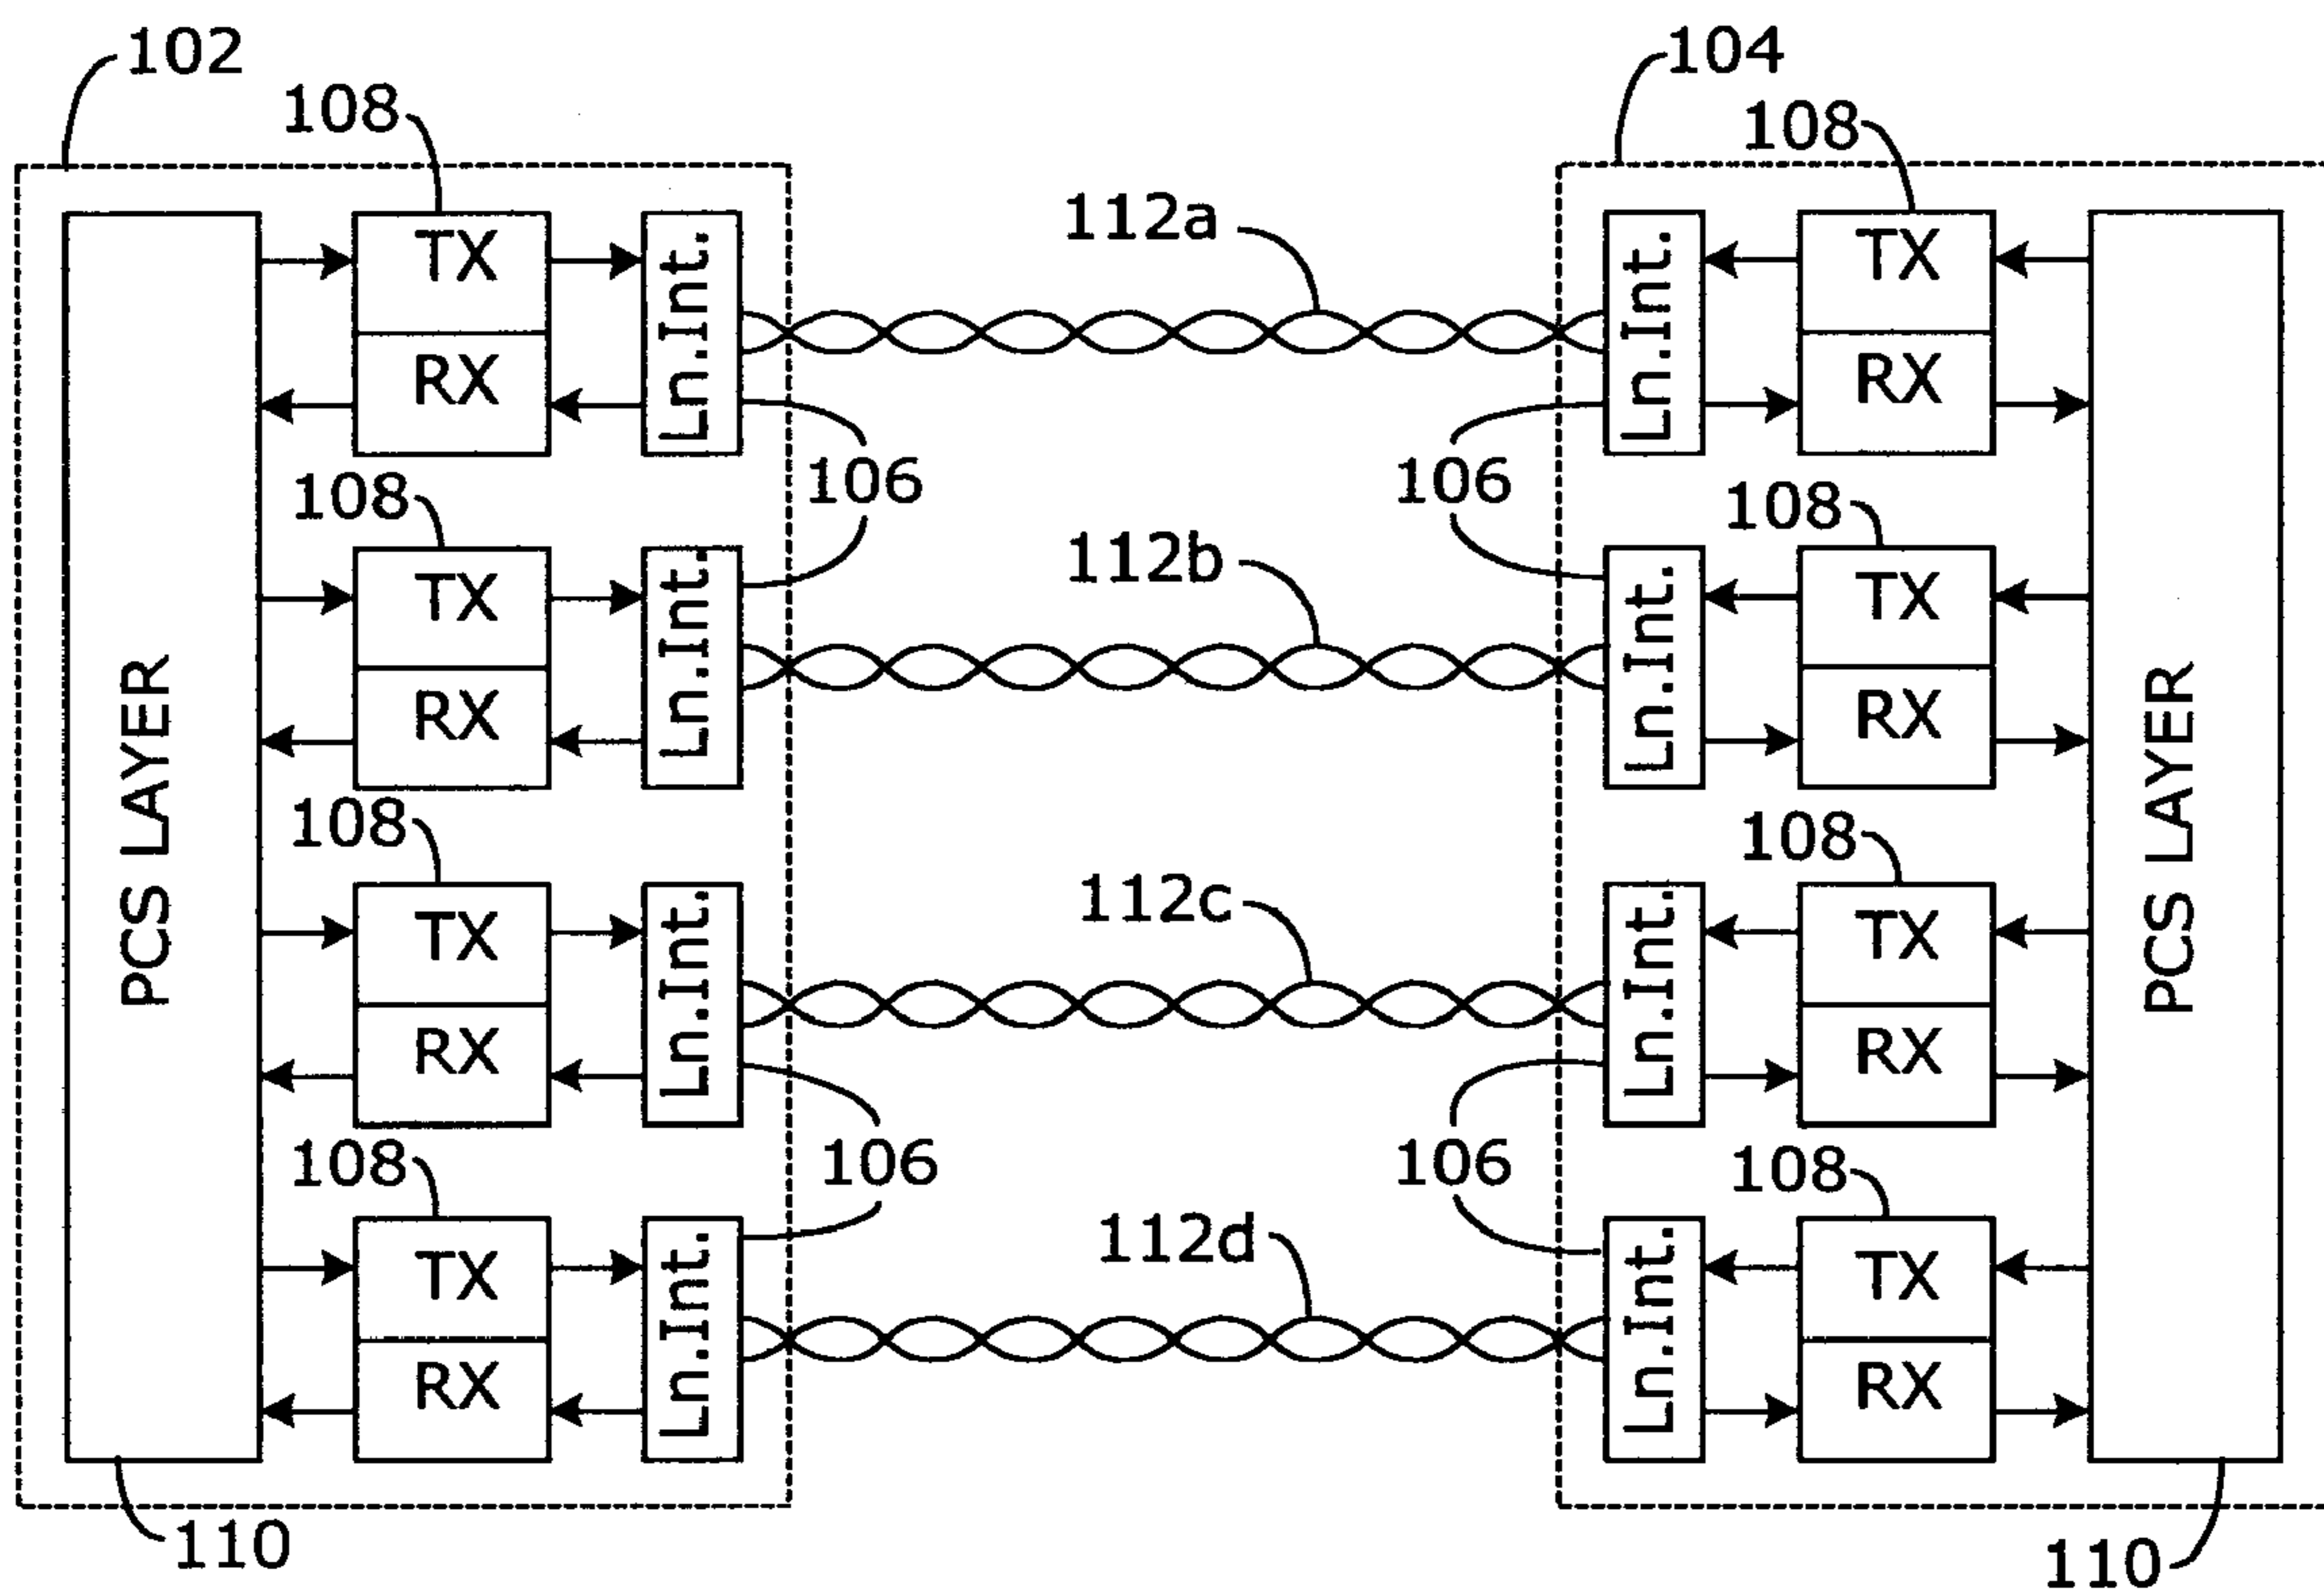 102
104
108
108
112a
TX
RX
Ln.Int.
Ln.Int.
TX
RX
106
106
108
108
112b
TX
RX
Ln.Int.
Ln.Int.
TX
RX
PCS LAYER
PCS LAYER
108
108
112c
TX
RX
Ln.Int.
Ln.Int.
TX
RX
106
106
108
108
112d
TX
RX
Ln.Int.
Ln.Int.
TX
RX
110
110